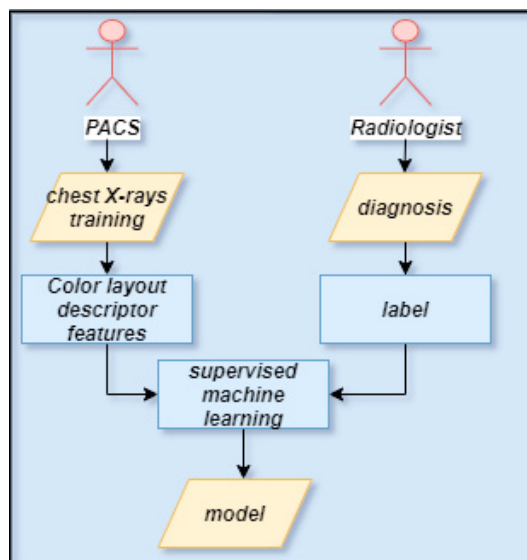 PACS
Radiologist
chest X-rays
training
diagnosis
Color layout
descriptor
features
label
supervised
machine
learning
model